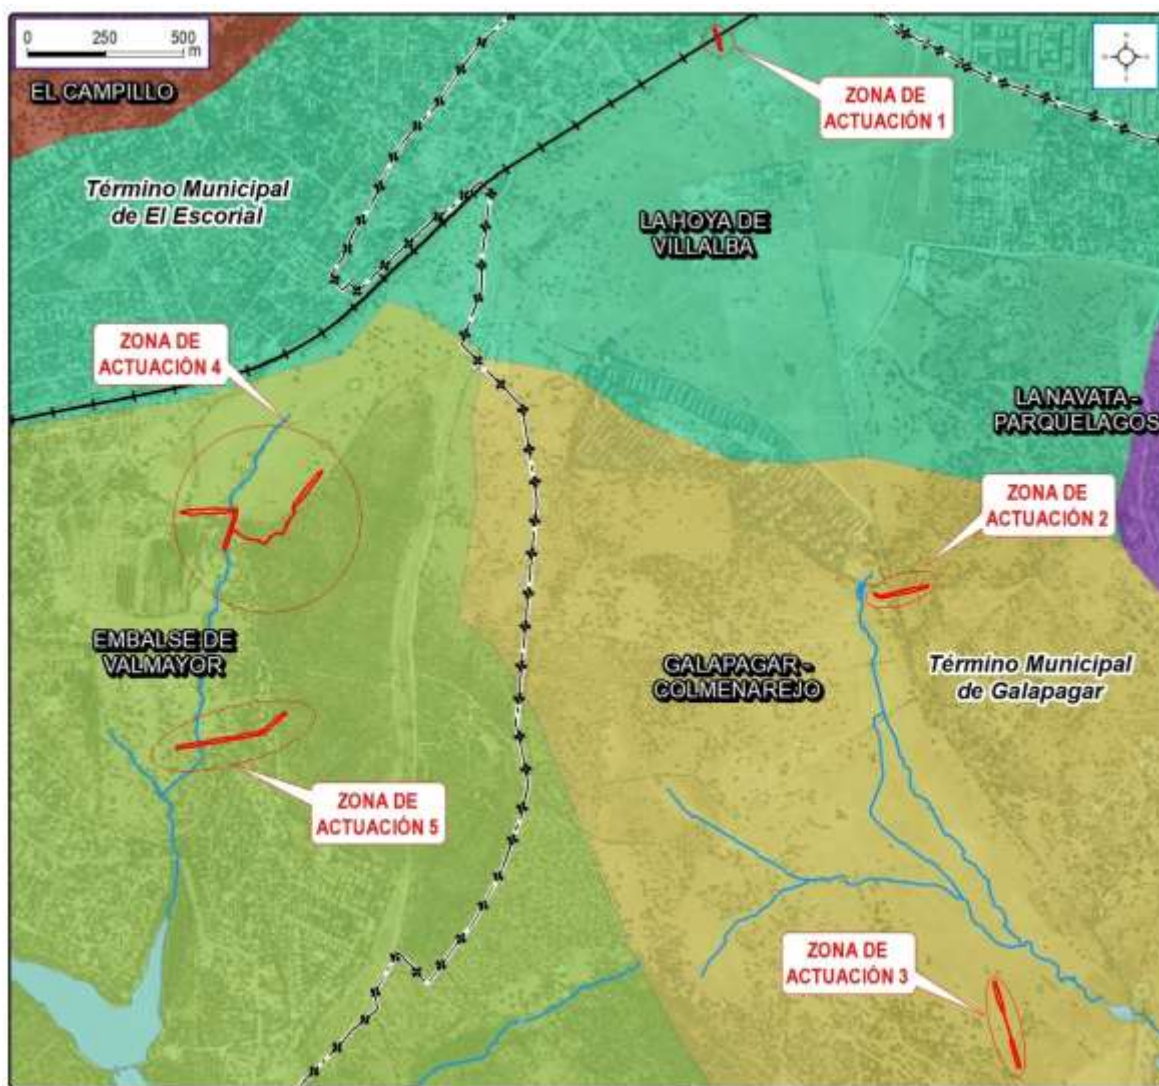 0 250 500
m
EL CAMPILLO
ZONA DE
ACTUACIÓN 1
Término Municipal
de El Escorial
LA HOYA DE
VILLALBA
ZONA DE
ACTUACIÓN 4
LA NAVATA -
PARQUELAGOS
ZONA DE
ACTUACIÓN 2
EMBALSE DE
VALMAYOR
GALAPAGAR -
COLMENAREJO
Término Municipal
de Galapagar
ZONA DE
ACTUACIÓN 5
ZONA DE
ACTUACIÓN 3